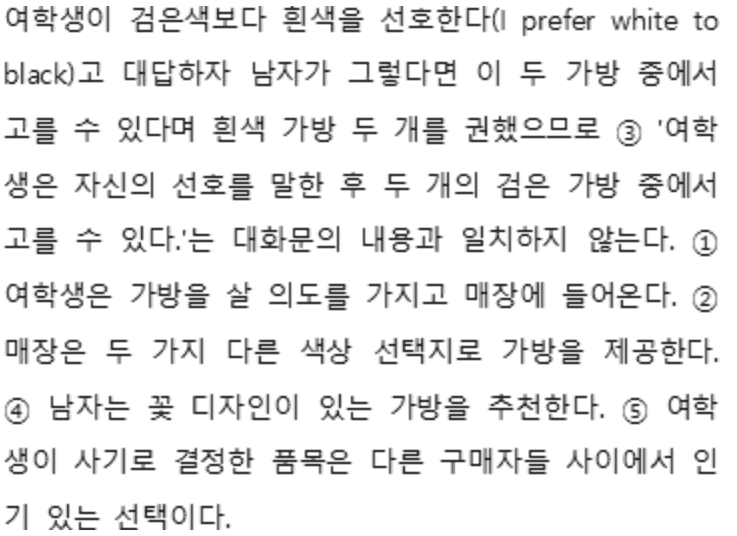 여학생이 검은색보다 흰색을 선호한다(I prefer white to
black)고 대답하자 남자가 그렇다면 이 두 가방 중에서
고를 수 있다며 흰색 가방 두 개를 권했으므로 ③ '여학
생은 자신의 선호를 말한 후 두 개의 검은 가방 중에서
고를 수 있다.'는 대화문의 내용과 일치하지 않는다. ①
여학생은 가방을 살 의도를 가지고 매장에 들어온다. ②
매장은 두 가지 다른 색상 선택지로 가방을 제공한다.
④ 남자는 꽃 디자인이 있는 가방을 추천한다. ⑤ 여학
생이 사기로 결정한 품목은 다른 구매자들 사이에서 인
기 있는 선택이다.